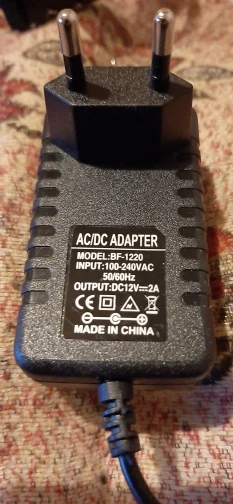 AC/DC ADAPTER
MODEL:BF-1220
INPUT:100-240VAC
50/60Hz
OUTPUT:DC12V⎓2A
CE
MADE IN CHINA